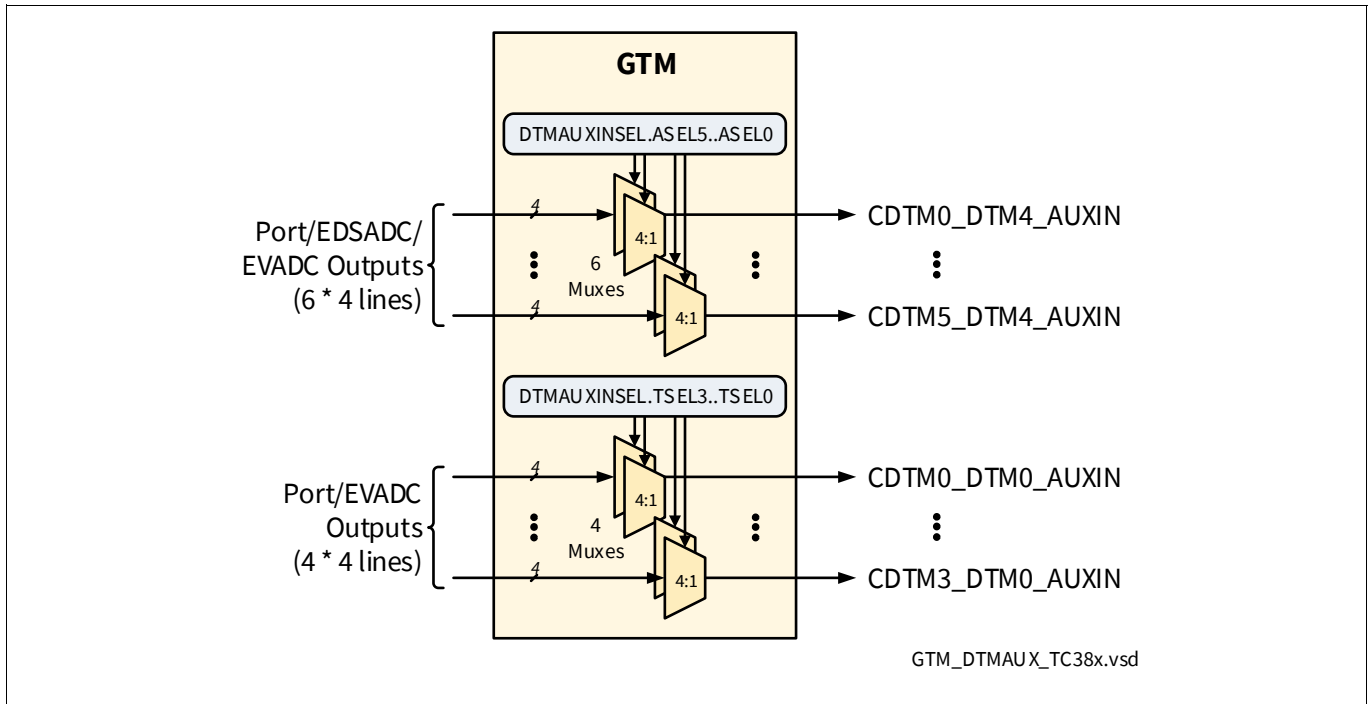 GTM
DTMAUXINSEL.ASEL5..ASEL0
Port/EDSADC/
EVADC Outputs
(6 * 4 lines)
4
4:1
6
Muxes
4
4:1
CDTM0_DTM4_AUXIN
CDTM5_DTM4_AUXIN
DTMAUXINSEL.TSEL3..TSEL0
Port/EVADC
Outputs
(4 * 4 lines)
4
4:1
4
Muxes
4
4:1
CDTM0_DTM0_AUXIN
CDTM3_DTM0_AUXIN
GTM_DTMAUX_TC38x.vsd